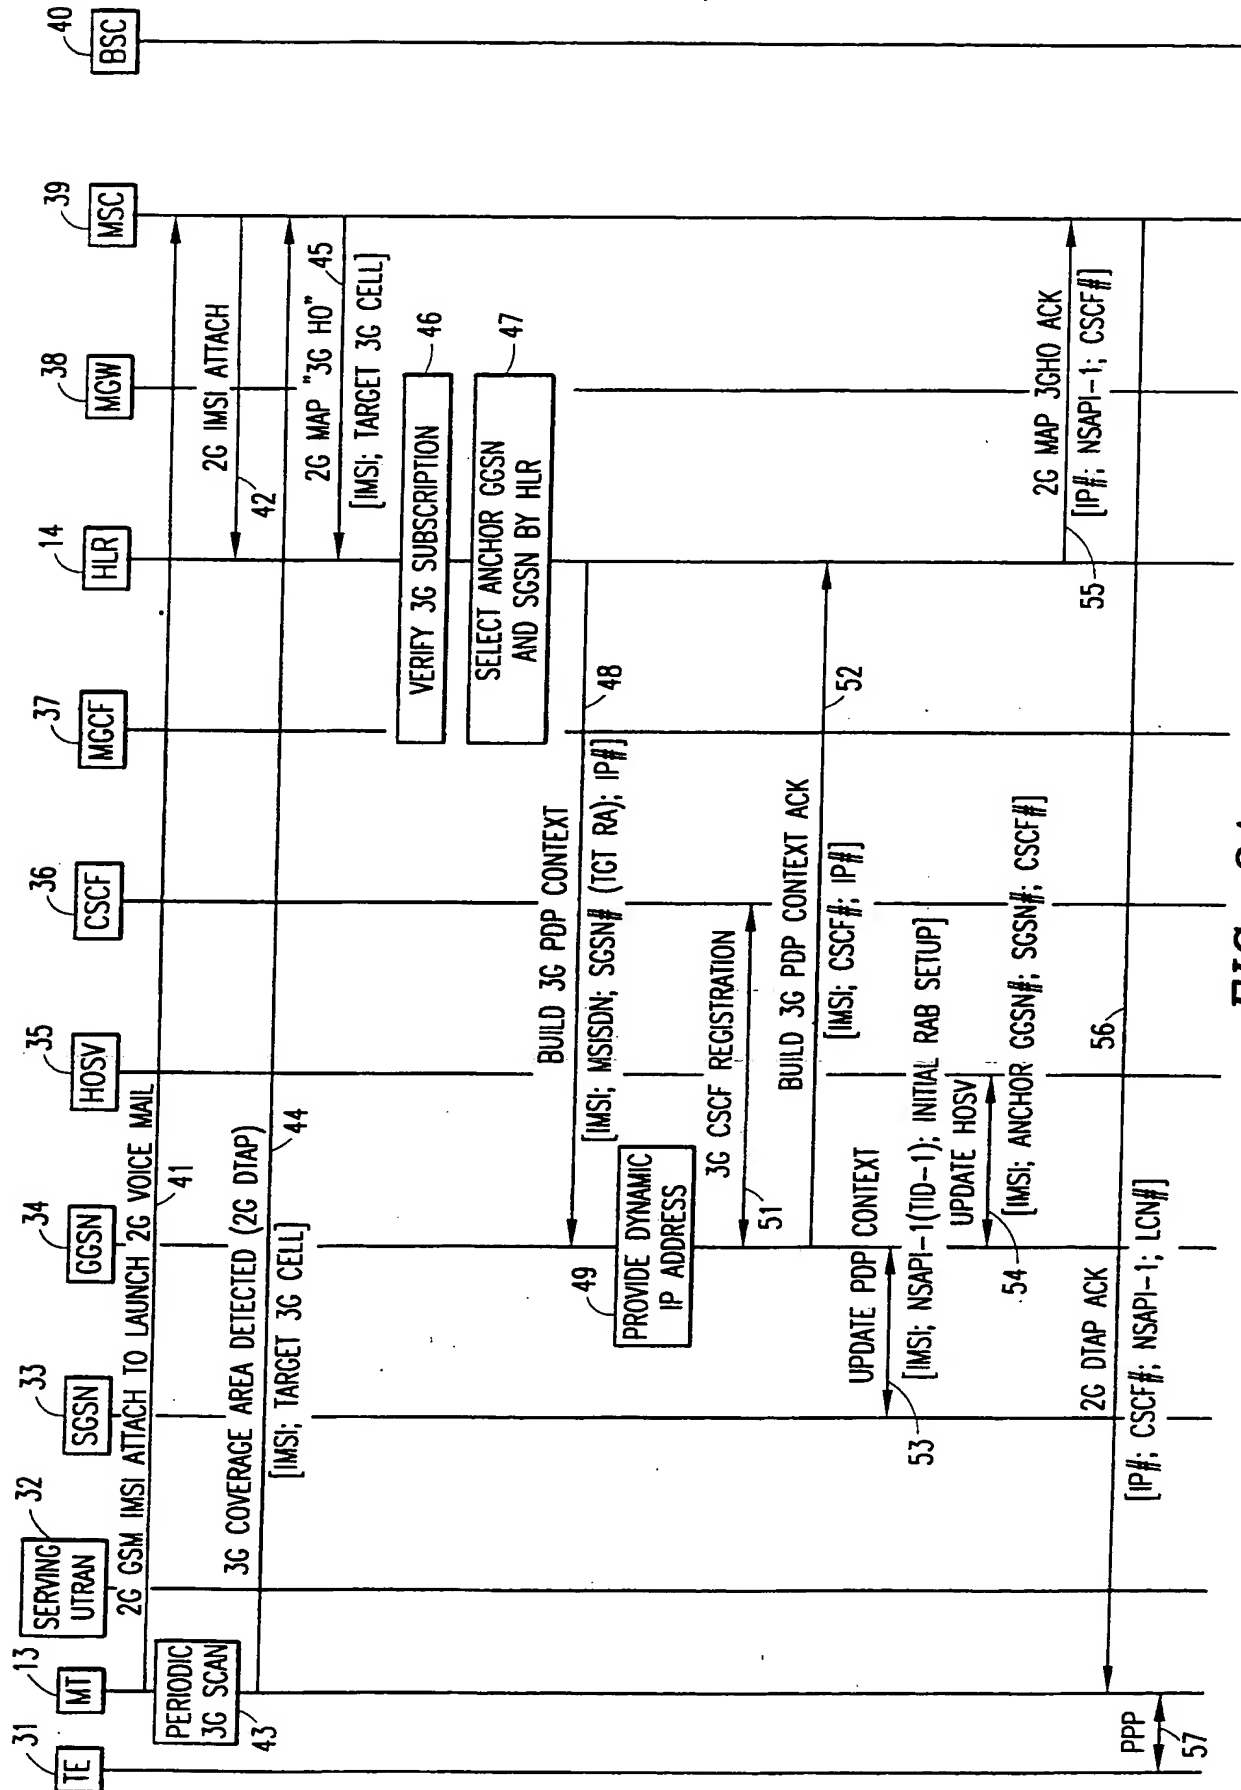 31
TE
13
MT
32
SERVING
UTRAN
33
SGSN
34
GGSN
35
HOSV
36
CSCF
37
MGCF
14
HLR
38
MGW
39
MSC
40
BSC
2G GSM IMSI ATTACH TO LAUNCH 2G VOICE MAIL
41
2G IMSI ATTACH
42
PERIODIC
3G SCAN
43
3G COVERAGE AREA DETECTED (2G DTAP)
44
[IMSI; TARGET 3G CELL]
2G MAP "3G HO"
45
[IMSI; TARGET 3G CELL]
VERIFY 3G SUBSCRIPTION
46
SELECT ANCHOR GGSN
AND SGSN BY HLR
47
BUILD 3G PDP CONTEXT
48
[IMSI; MSISDN; SGSN# (TGT RA); IP#]
49
PROVIDE DYNAMIC
IP ADDRESS
3G CSCF REGISTRATION
51
BUILD 3G PDP CONTEXT ACK
52
[IMSI; CSCF#; IP#]
UPDATE PDP CONTEXT
53
[IMSI; NSAPI-1(TID-1); INITIAL RAB SETUP]
UPDATE HOSV
54
[IMSI; ANCHOR GGSN#; SGSN#; CSCF#]
2G MAP 3GHO ACK
55
[IP#; NSAPI-1; CSCF#]
2G DTAP ACK
56
[IP#; CSCF#; NSAPI-1; LCN#]
PPP
57